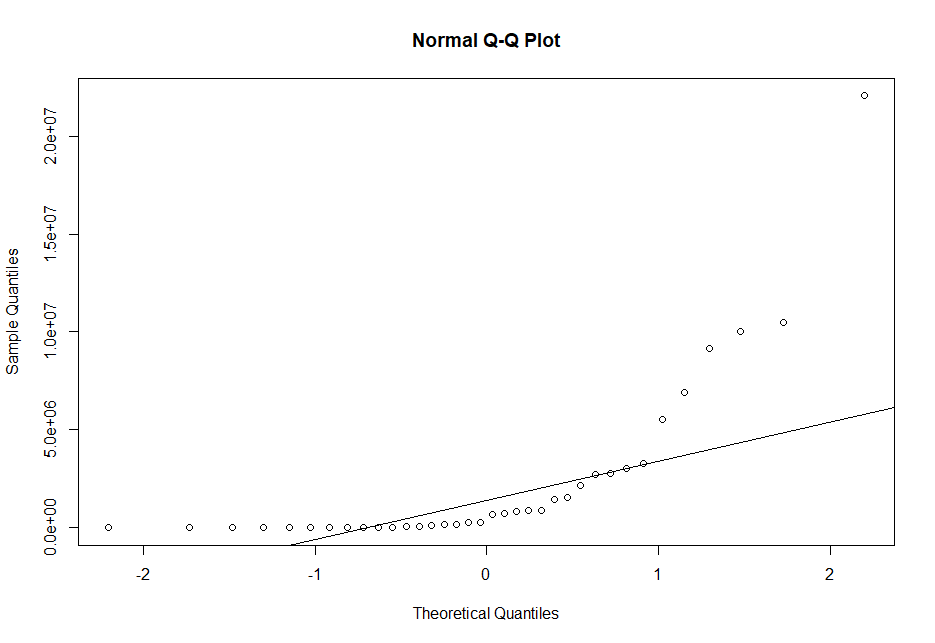 Normal Q-Q Plot
Sample Quantiles
2.0e+07
1.5e+07
1.0e+07
5.0e+06
0.0e+00
-2 -1 0 1 2
Theoretical Quantiles